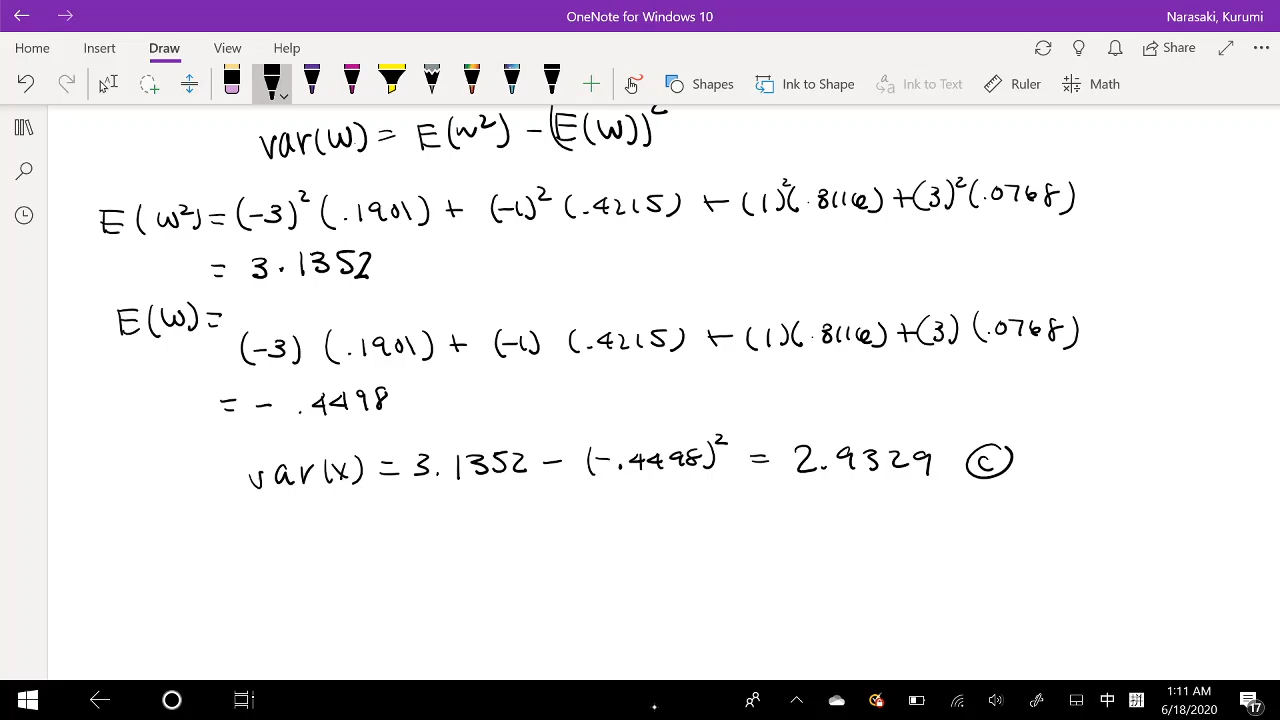 OneNote for Windows 10
Narasaki, Kurumi
Home Insert Draw View Help
Share
Shapes Ink to Shape Ink to Text Ruler Math
var(w) = E(w²) - (E(w))²
E(w²) = (-3)² (.1901) + (-1)² (.4215) + (1)²(.3116) + (3)² (.0768)
= 3.1352
E(w) =
(-3) (.1901) + (-1) (.4215) + (1)(.3116) + (3) (.0768)
= - .4498
var(x) = 3.1352 - (-.4498)² = 2.9329 Ⓒ
中 拼
1:11 AM
6/18/2020
17